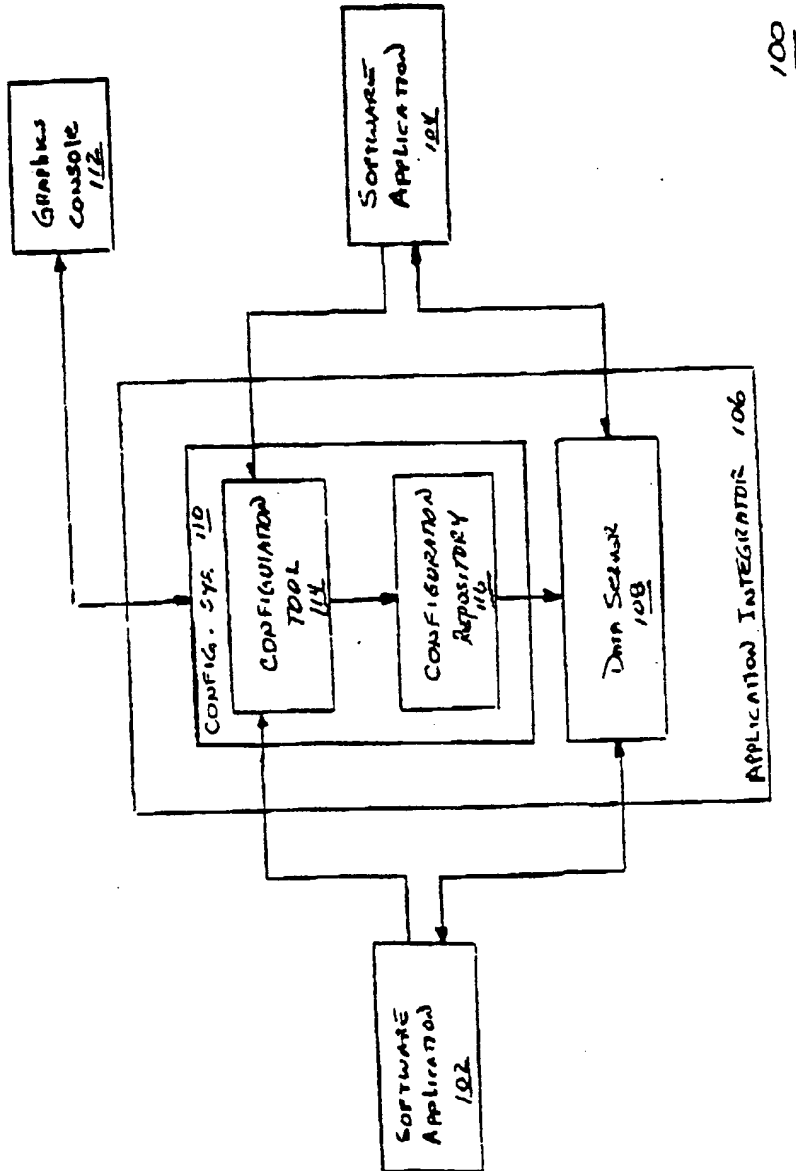 GRAPHICS
CONSOLE
112
SOFTWARE
APPLICATION
104
CONFIG. SYS. 110
CONFIGURATION
TOOL
114
CONFIGURATION
REPOSITORY
116
DATA SERVER
108
APPLICATION INTEGRATOR 106
SOFTWARE
APPLICATION
102
100